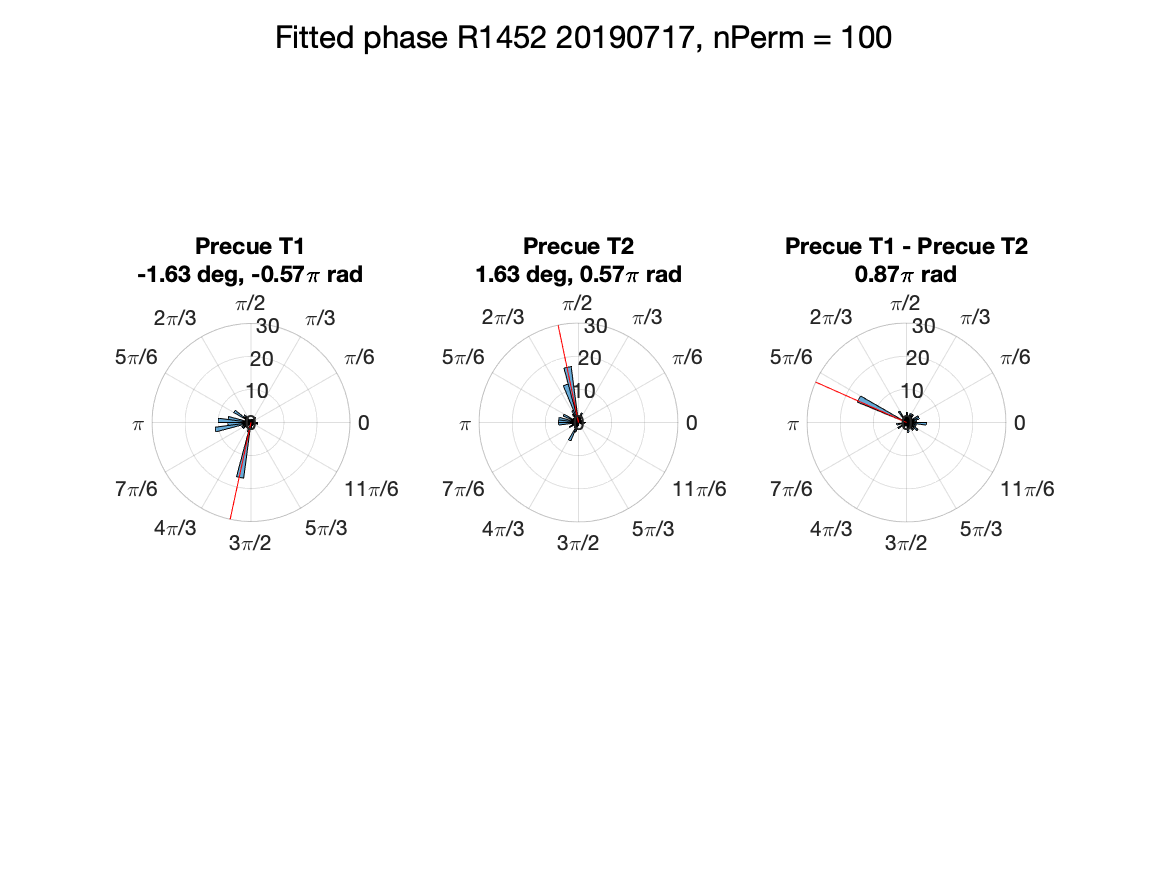 Fitted phase R1452 20190717, nPerm = 100
Precue T1
-1.63 deg, -0.57π rad
π/2
2π/3
π/3
5π/6
π/6
π
0
7π/6
11π/6
4π/3
5π/3
3π/2
30
20
10
0
Precue T2
1.63 deg, 0.57π rad
π/2
2π/3
π/3
5π/6
π/6
π
0
7π/6
11π/6
4π/3
5π/3
3π/2
30
20
10
0
Precue T1 - Precue T2
0.87π rad
π/2
2π/3
π/3
5π/6
π/6
π
0
7π/6
11π/6
4π/3
5π/3
3π/2
30
20
10